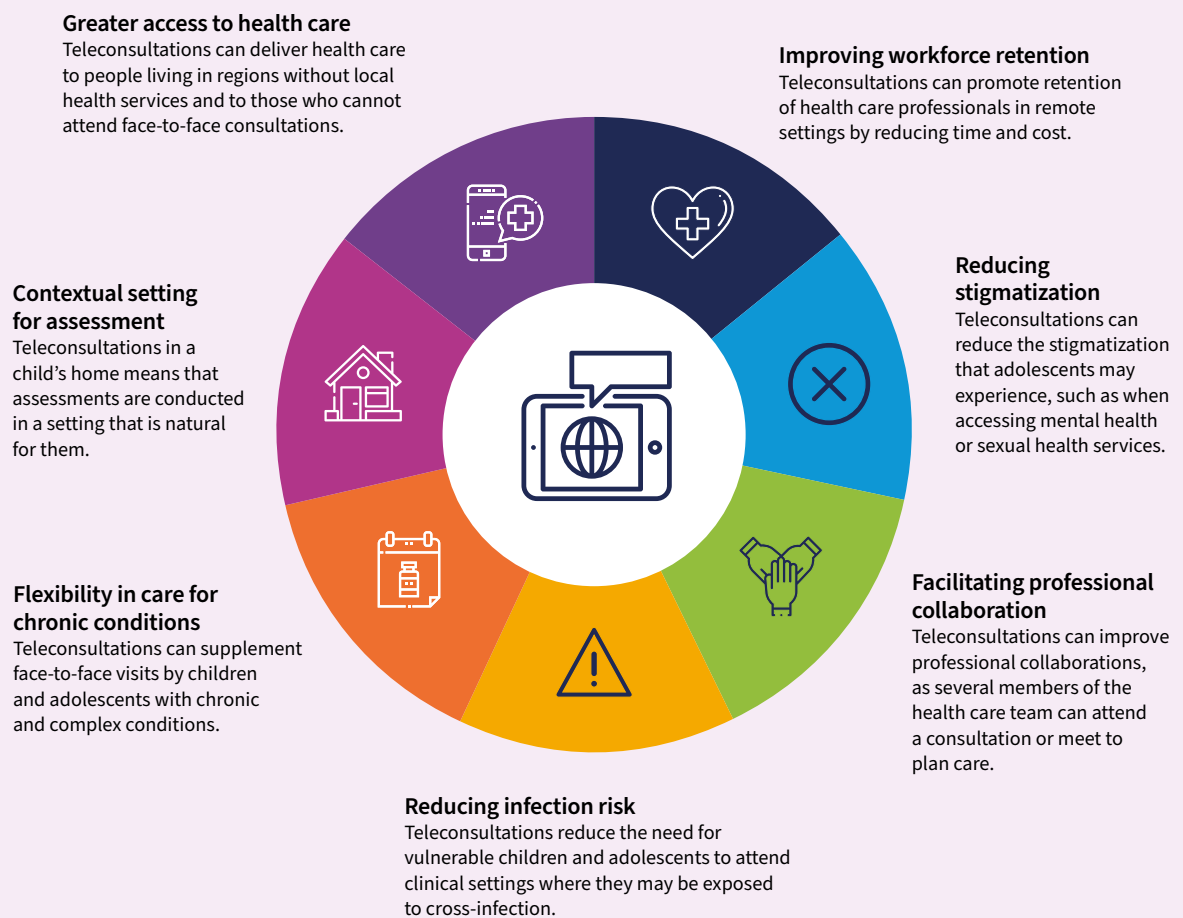 Greater access to health care
Teleconsultations can deliver health care
to people living in regions without local
health services and to those who cannot
attend face-to-face consultations.
Improving workforce retention
Teleconsultations can promote retention
of health care professionals in remote
settings by reducing time and cost.
Reducing
stigmatization
Teleconsultations can
reduce the stigmatization
that adolescents may
experience, such as when
accessing mental health
or sexual health services.
Facilitating professional
collaboration
Teleconsultations can improve
professional collaborations,
as several members of the
health care team can attend
a consultation or meet to
plan care.
Reducing infection risk
Teleconsultations reduce the need for
vulnerable children and adolescents to attend
clinical settings where they may be exposed
to cross-infection.
Flexibility in care for
chronic conditions
Teleconsultations can supplement
face-to-face visits by children
and adolescents with chronic
and complex conditions.
Contextual setting
for assessment
Teleconsultations in a
child’s home means that
assessments are conducted
in a setting that is natural
for them.